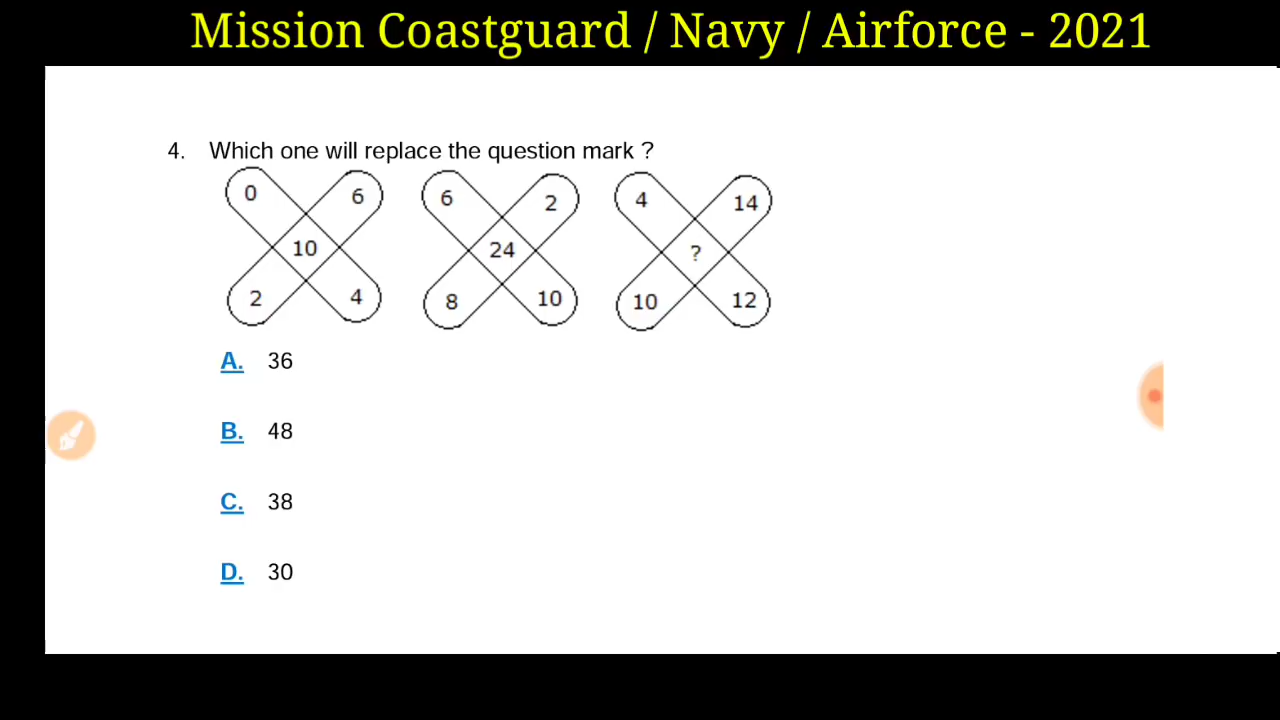 Mission Coastguard / Navy / Airforce - 2021
4. Which one will replace the question mark ?
0 6 6 2 4 14
10 24 ?
2 4 8 10 10 12
A. 36
B. 48
C. 38
D. 30